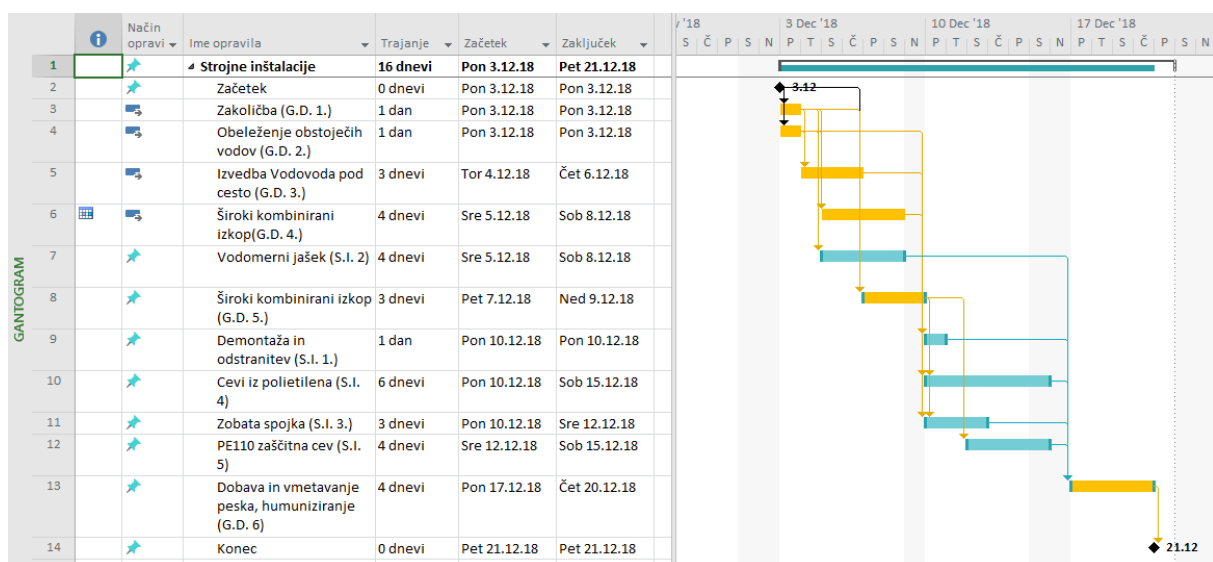 '18 3 Dec '18 10 Dec '18 17 Dec '18
Način
opravi Ime opravila Trajanje Začetek Zaključek S Č P S N P T S Č P S N P T S Č P S N P T S Č P S N
1 Strojne inštalacije 16 dnevi Pon 3.12.18 Pet 21.12.18
2 Začetek 0 dnevi Pon 3.12.18 Pon 3.12.18 3.12
3 Zakoličba (G.D. 1.) 1 dan Pon 3.12.18 Pon 3.12.18
4 Obeleženje obstoječih 1 dan Pon 3.12.18 Pon 3.12.18
vodov (G.D. 2.)
5 Izvedba Vodovoda pod 3 dnevi Tor 4.12.18 Čet 6.12.18
cesto (G.D. 3.)
6 Široki kombinirani 4 dnevi Sre 5.12.18 Sob 8.12.18
izkop(G.D. 4.)
7 Vodomerni jašek (S.I. 2) 4 dnevi Sre 5.12.18 Sob 8.12.18
GANTOGRAM
8 Široki kombinirani izkop 3 dnevi Pet 7.12.18 Ned 9.12.18
(G.D. 5.)
9 Demontaža in 1 dan Pon 10.12.18 Pon 10.12.18
odstranitev (S.I. 1.)
10 Cevi iz polietilena (S.I. 6 dnevi Pon 10.12.18 Sob 15.12.18
4)
11 Zobata spojka (S.I. 3.) 3 dnevi Pon 10.12.18 Sre 12.12.18
12 PE110 zaščitna cev (S.I. 4 dnevi Sre 12.12.18 Sob 15.12.18
5)
13 Dobava in vmetavanje 4 dnevi Pon 17.12.18 Čet 20.12.18
peska, humuniziranje
(G.D. 6)
14 Konec 0 dnevi Pet 21.12.18 Pet 21.12.18 21.12